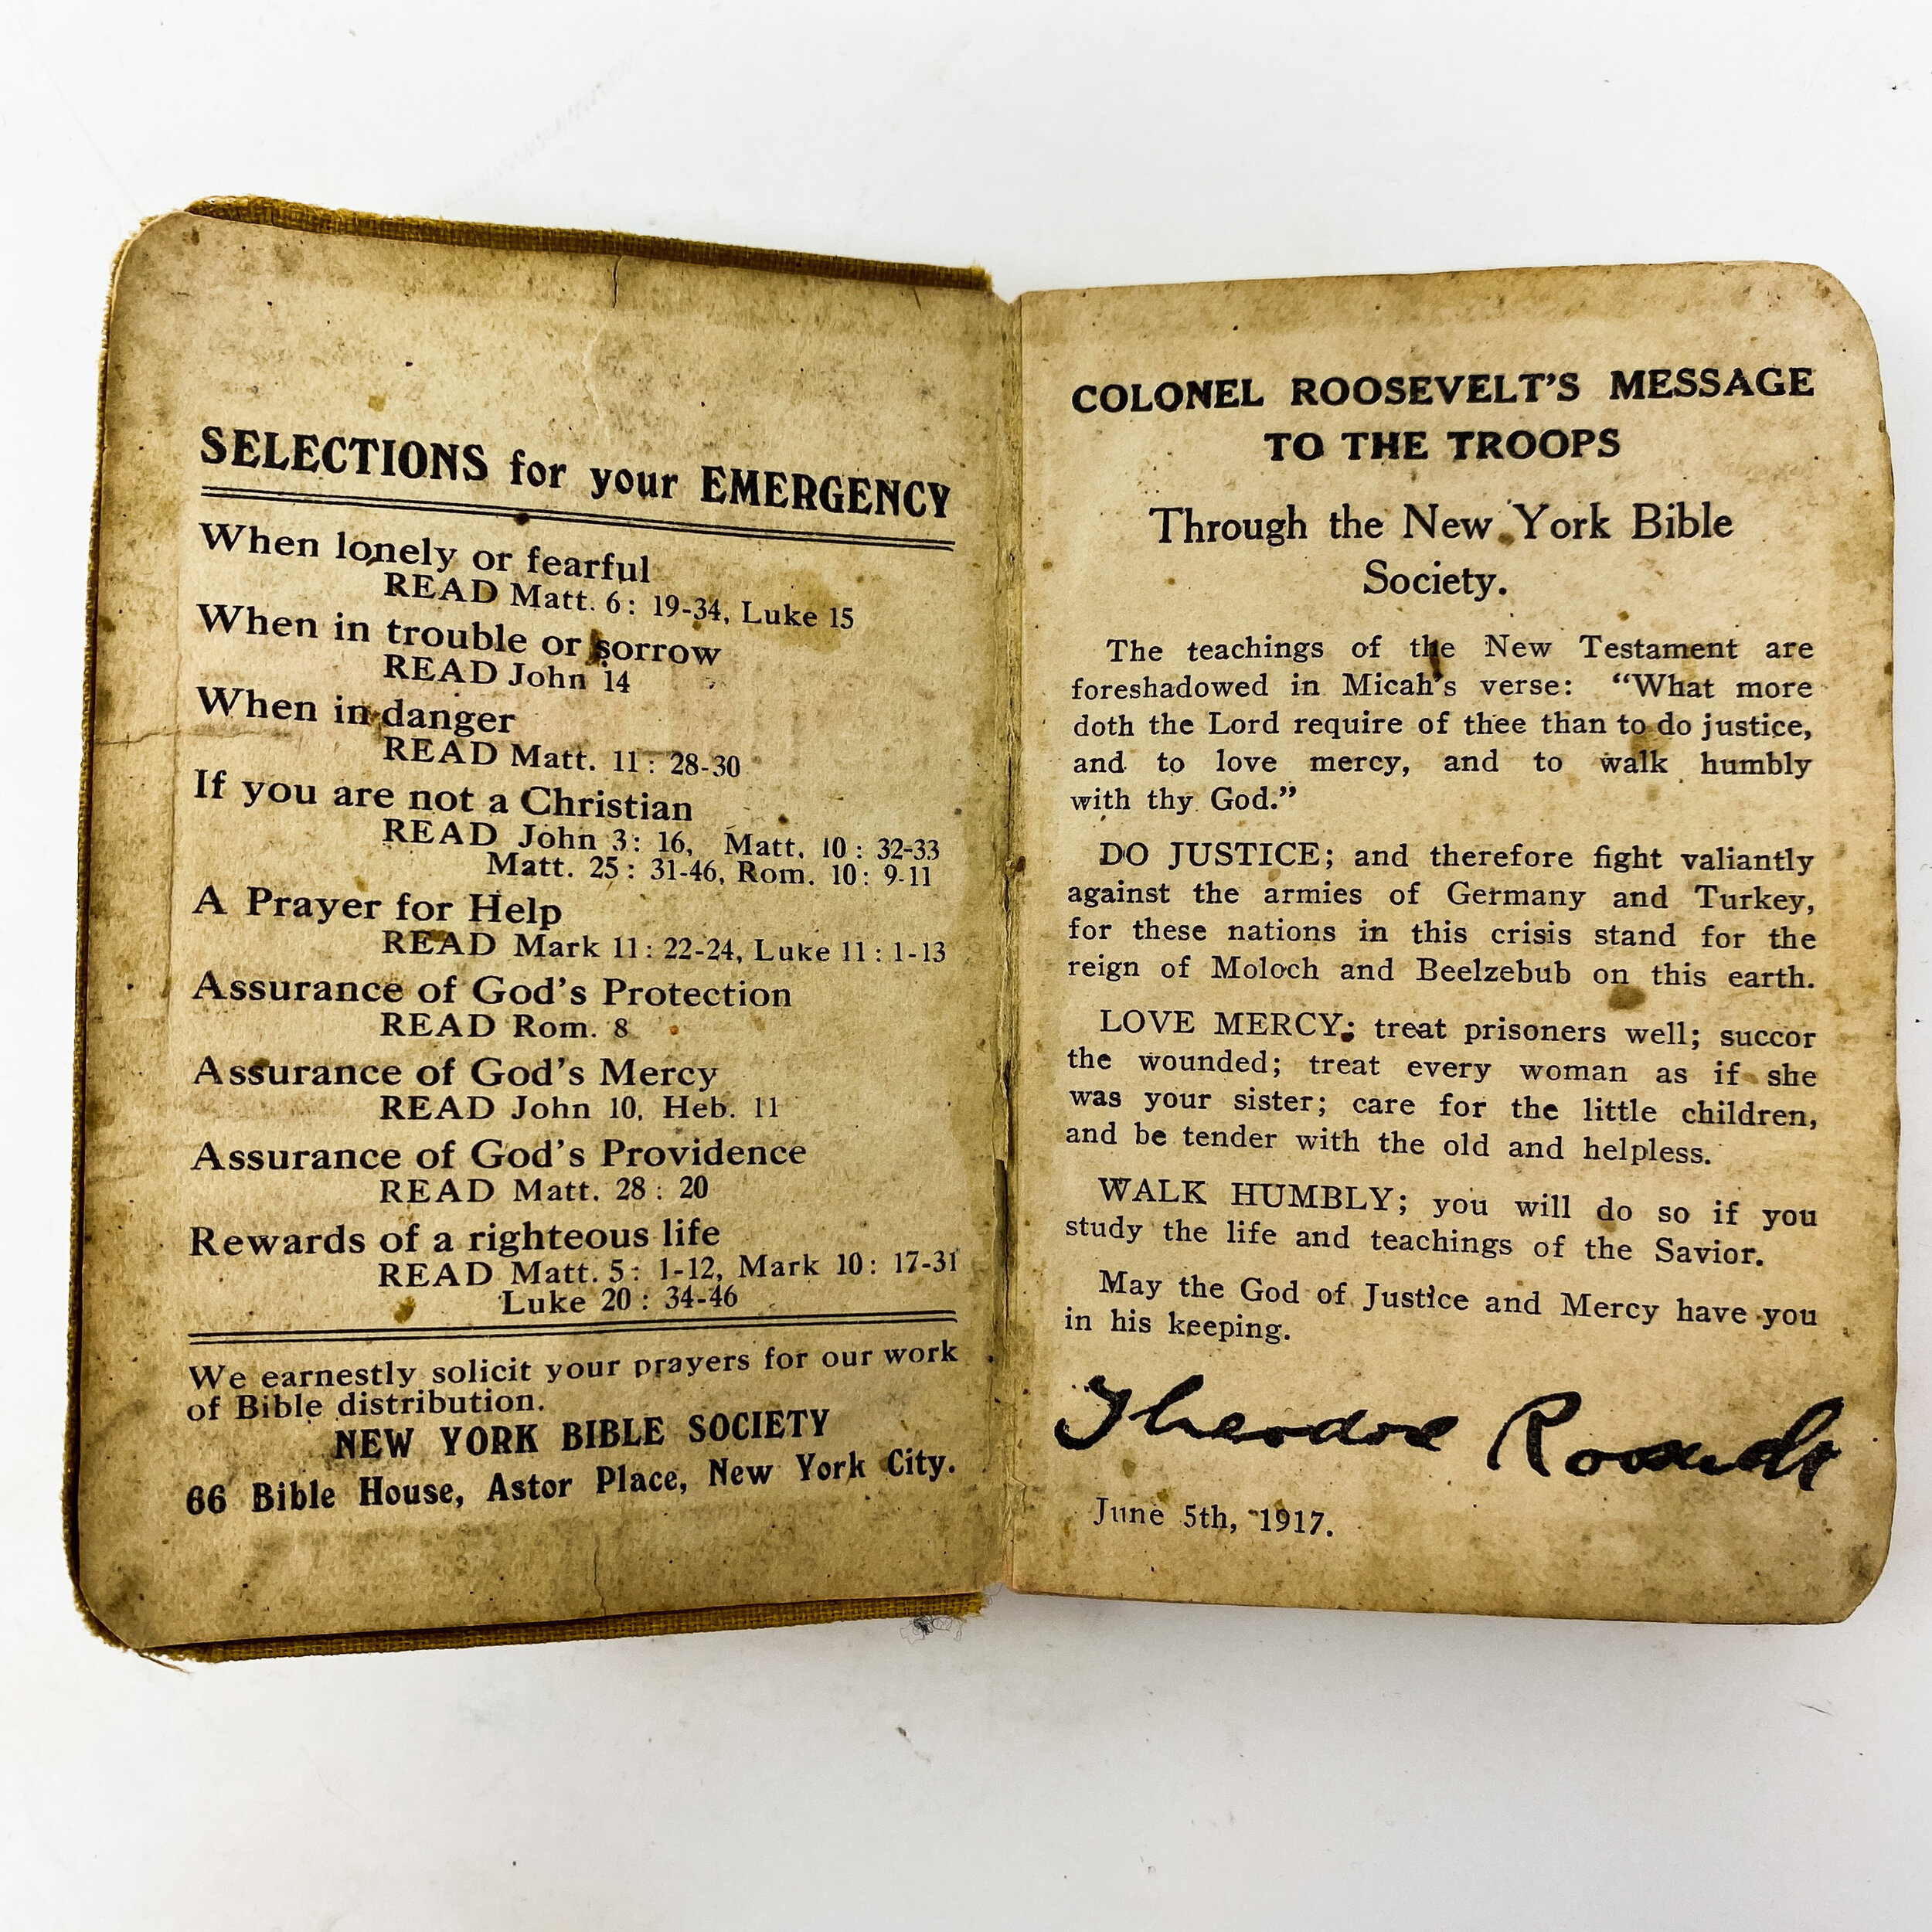 SELECTIONS for your EMERGENCY
When lonely or fearful
READ Matt. 6: 19-34, Luke 15
When in trouble or sorrow
READ John 14
When in danger
READ Matt. 11: 28-30
If you are not a Christian
READ John 3: 16, Matt. 10: 32-33
Matt. 25: 31-46, Rom. 10: 9-11
A Prayer for Help
READ Mark 11: 22-24, Luke 11: 1-13
Assurance of God's Protection
READ Rom. 8
Assurance of God's Mercy
READ John 10, Heb. 11
Assurance of God's Providence
READ Matt. 28: 20
Rewards of a righteous life
READ Matt. 5: 1-12, Mark 10: 17-31
Luke 20: 34-46
We earnestly solicit your prayers for our work
of Bible distribution.
NEW YORK BIBLE SOCIETY
66 Bible House, Astor Place, New York City.
COLONEL ROOSEVELT'S MESSAGE
TO THE TROOPS
Through the New York Bible
Society.
The teachings of the New Testament are
foreshadowed in Micah's verse: "What more
doth the Lord require of thee than to do justice,
and to love mercy, and to walk humbly
with thy God."
DO JUSTICE; and therefore fight valiantly
against the armies of Germany and Turkey,
for these nations in this crisis stand for the
reign of Moloch and Beelzebub on this earth.
LOVE MERCY; treat prisoners well; succor
the wounded; treat every woman as if she
was your sister; care for the little children,
and be tender with the old and helpless.
WALK HUMBLY; you will do so if you
study the life and teachings of the Savior.
May the God of Justice and Mercy have you
in his keeping.
Theodore Roosevelt
June 5th, 1917.